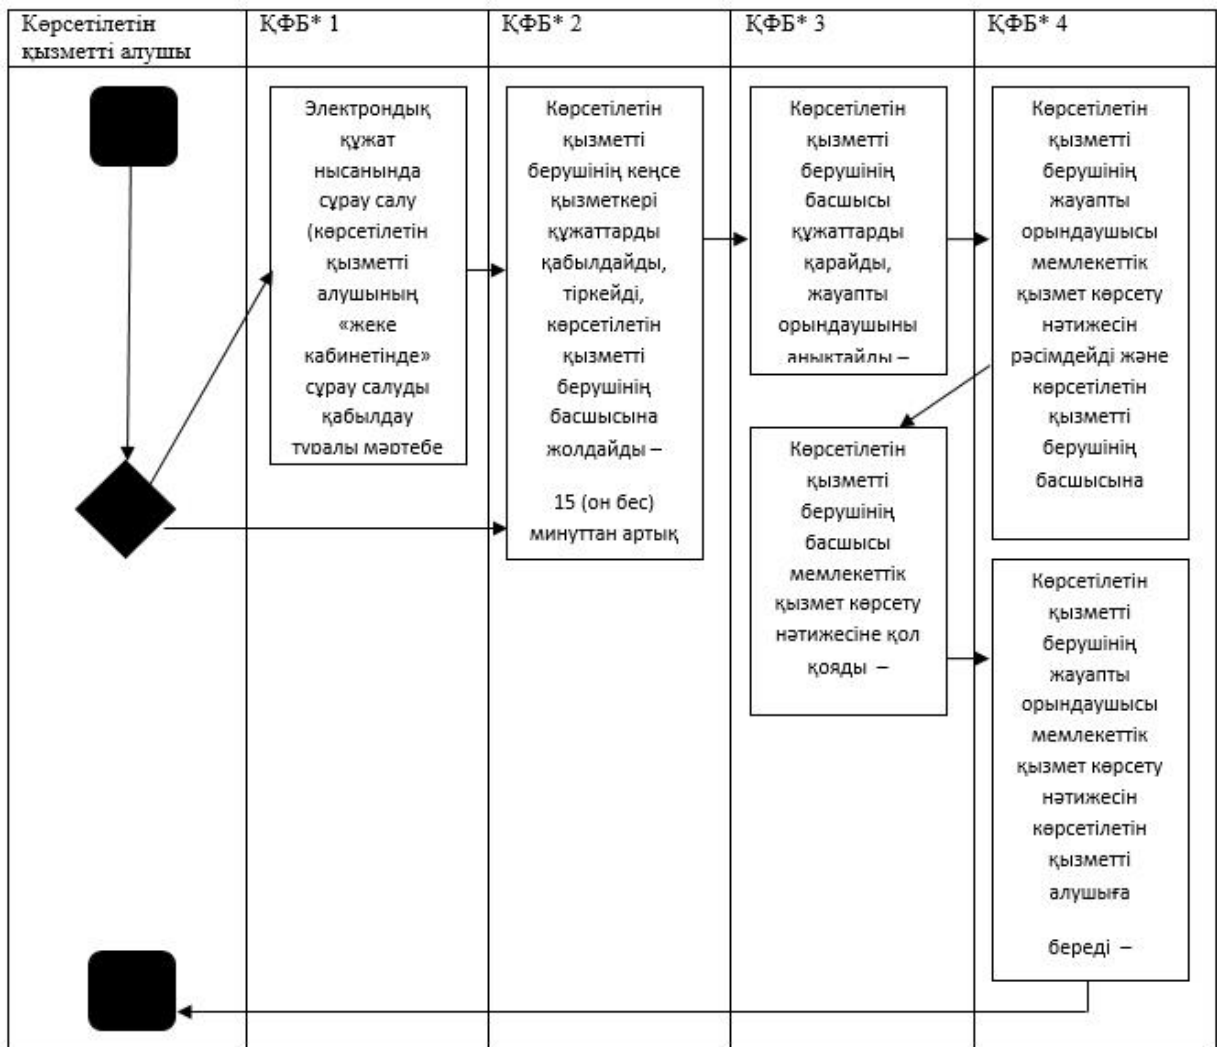 Көрсетілетін
қызметті алушы
ҚФБ* 1
ҚФБ* 2
ҚФБ* 3
ҚФБ* 4
Электрондық
құжат
нысанында
сұрау салу
(көрсетілетін
қызметті
алушының
«жеке
кабинетінде»
сұрау салуды
қабылдау
туралы мәртебе
Көрсетілетін
қызметті
берушінің кеңсе
қызметкері
құжаттарды
қабылдайды,
тіркейді,
көрсетілетін
қызметті
берушінің
басшысына
жолдайды –
15 (он бес)
минуттан артық
Көрсетілетін
қызметті
берушінің
басшысы
құжаттарды
қарайды,
жауапты
орындаушыны
анықтайды –
Көрсетілетін
қызметті
берушінің
басшысы
мемлекеттік
қызмет көрсету
нәтижесіне қол
қояды –
Көрсетілетін
қызметті
берушінің
жауапты
орындаушысы
мемлекеттік
қызмет көрсету
нәтижесін
рәсімдейді және
көрсетілетін
қызметті
берушінің
басшысына
Көрсетілетін
қызметті
берушінің
жауапты
орындаушысы
мемлекеттік
қызмет көрсету
нәтижесін
көрсетілетін
қызметті
алушыға
береді –